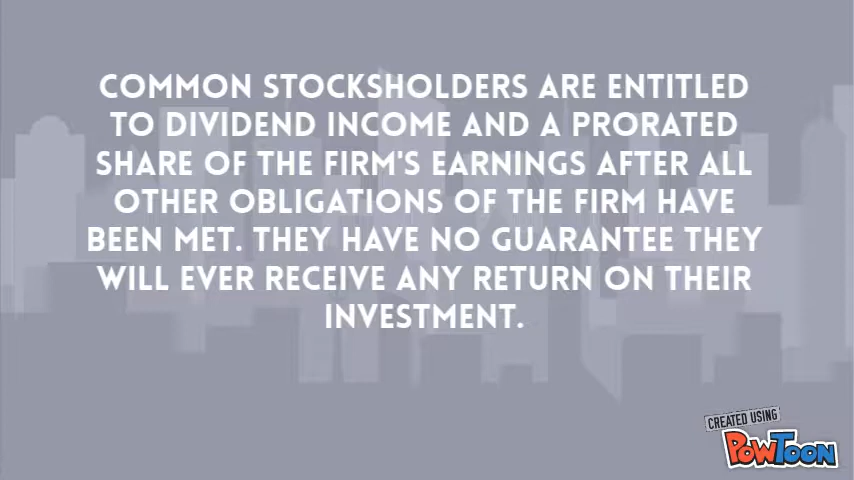 COMMON STOCKSHOLDERS ARE ENTITLED
TO DIVIDEND INCOME AND A PRORATED
SHARE OF THE FIRM'S EARNINGS AFTER ALL
OTHER OBLIGATIONS OF THE FIRM HAVE
BEEN MET. THEY HAVE NO GUARANTEE THEY
WILL EVER RECEIVE ANY RETURN ON THEIR
INVESTMENT.
CREATED USING
POWTOON